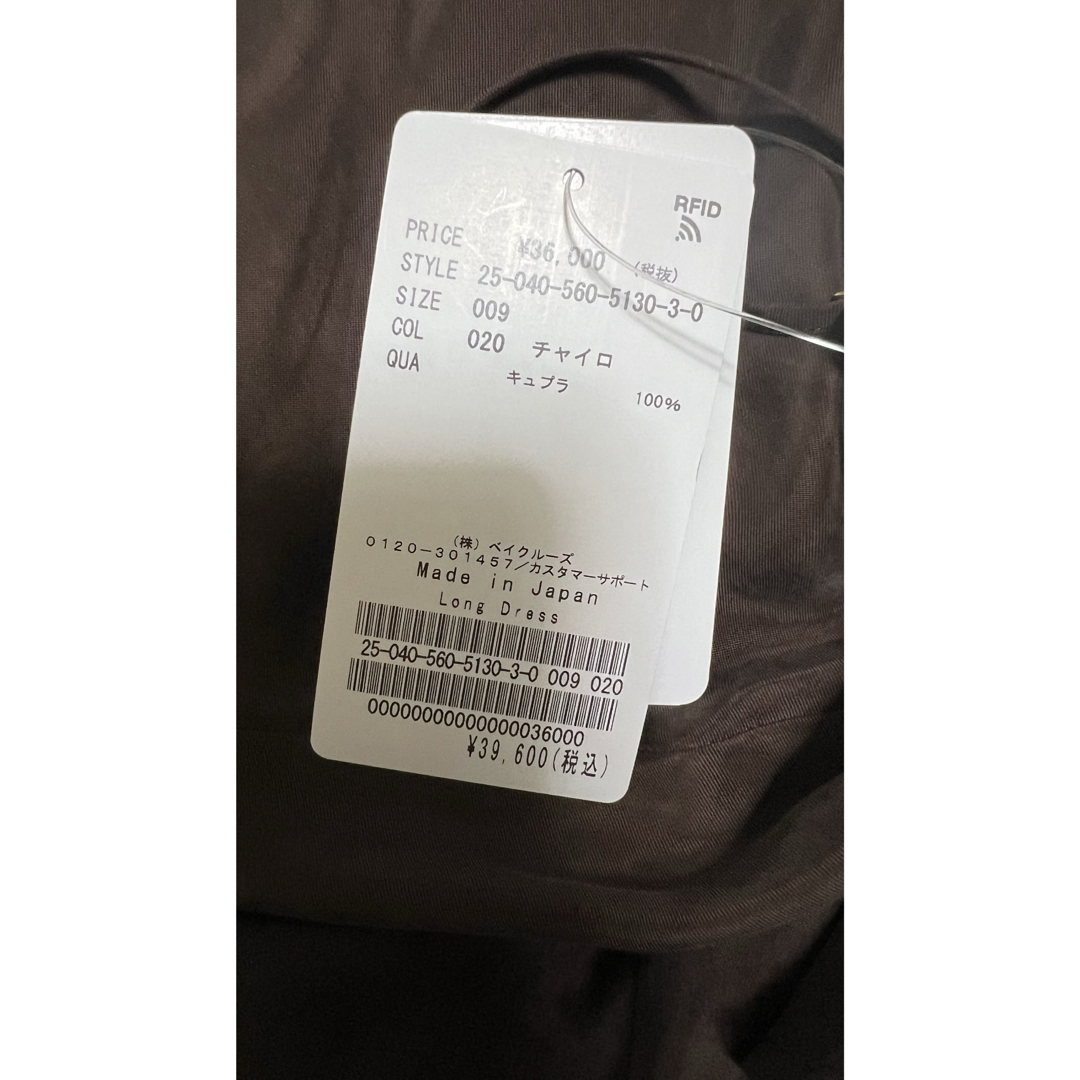 RFID
PRICE ¥36,000 (税抜)
STYLE 25-040-560-5130-3-0
SIZE 009
COL 020 チャイロ
QUA キュプラ 100%
(株) ベイクルーズ
0120-301457/カスタマーサポート
Made in Japan
Long Dress
25-040-560-5130-3-0 009 020
0000000000000000036000
¥39,600(税込)